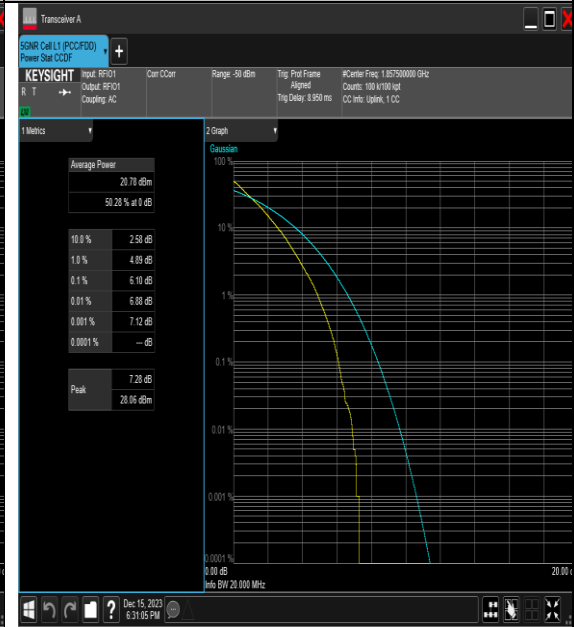 Transceiver A
5GNR Cell L1 (PCC/FDD)
Power Stat CCDF
+
KEYSIGHT
R T
LW
Input: RFIO1
Output: RFIO1
Coupling: AC
Corr CCorr
Range: -50 dBm
Trig: Prot Frame
Aligned
Trig Delay: 8.950 ms
#Center Freq: 1.857500000 GHz
Counts: 100 k/100 kpt
CC Info: Uplink, 1 CC
1 Metrics
2 Graph
Average Power
20.78 dBm
50.28 % at 0 dB
10.0 % 2.58 dB
1.0 % 4.89 dB
0.1 % 6.10 dB
0.01 % 6.88 dB
0.001 % 7.12 dB
0.0001 % --- dB
Peak
7.28 dB
28.06 dBm
Gaussian
100 %
10 %
1 %
0.1 %
0.01 %
0.001 %
0.0001 %
0.00 dB
20.00
Info BW 20.000 MHz
?
Dec 15, 2023
6:31:05 PM